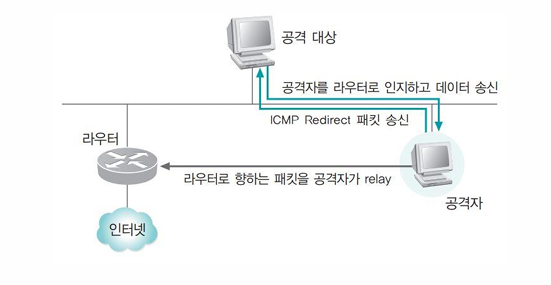 공격 대상
공격자를 라우터로 인지하고 데이터 송신
ICMP Redirect 패킷 송신
라우터
라우터로 향하는 패킷을 공격자가 relay
공격자
인터넷